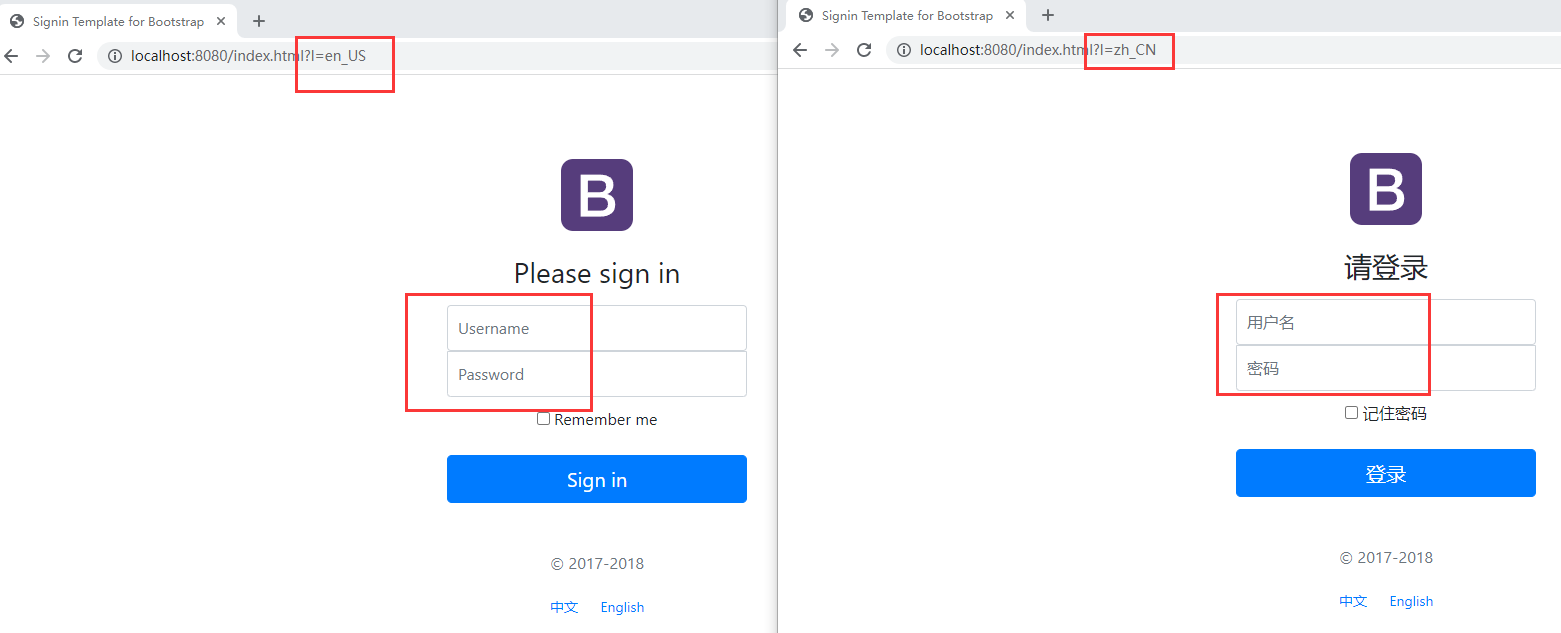 Signin Template for Bootstrap
localhost:8080/index.html?l=en_US
B
Please sign in
Username
Password
Remember me
Sign in
© 2017-2018
中文 English
Signin Template for Bootstrap
localhost:8080/index.html?l=zh_CN
B
请登录
用户名
密码
记住密码
登录
© 2017-2018
中文 English